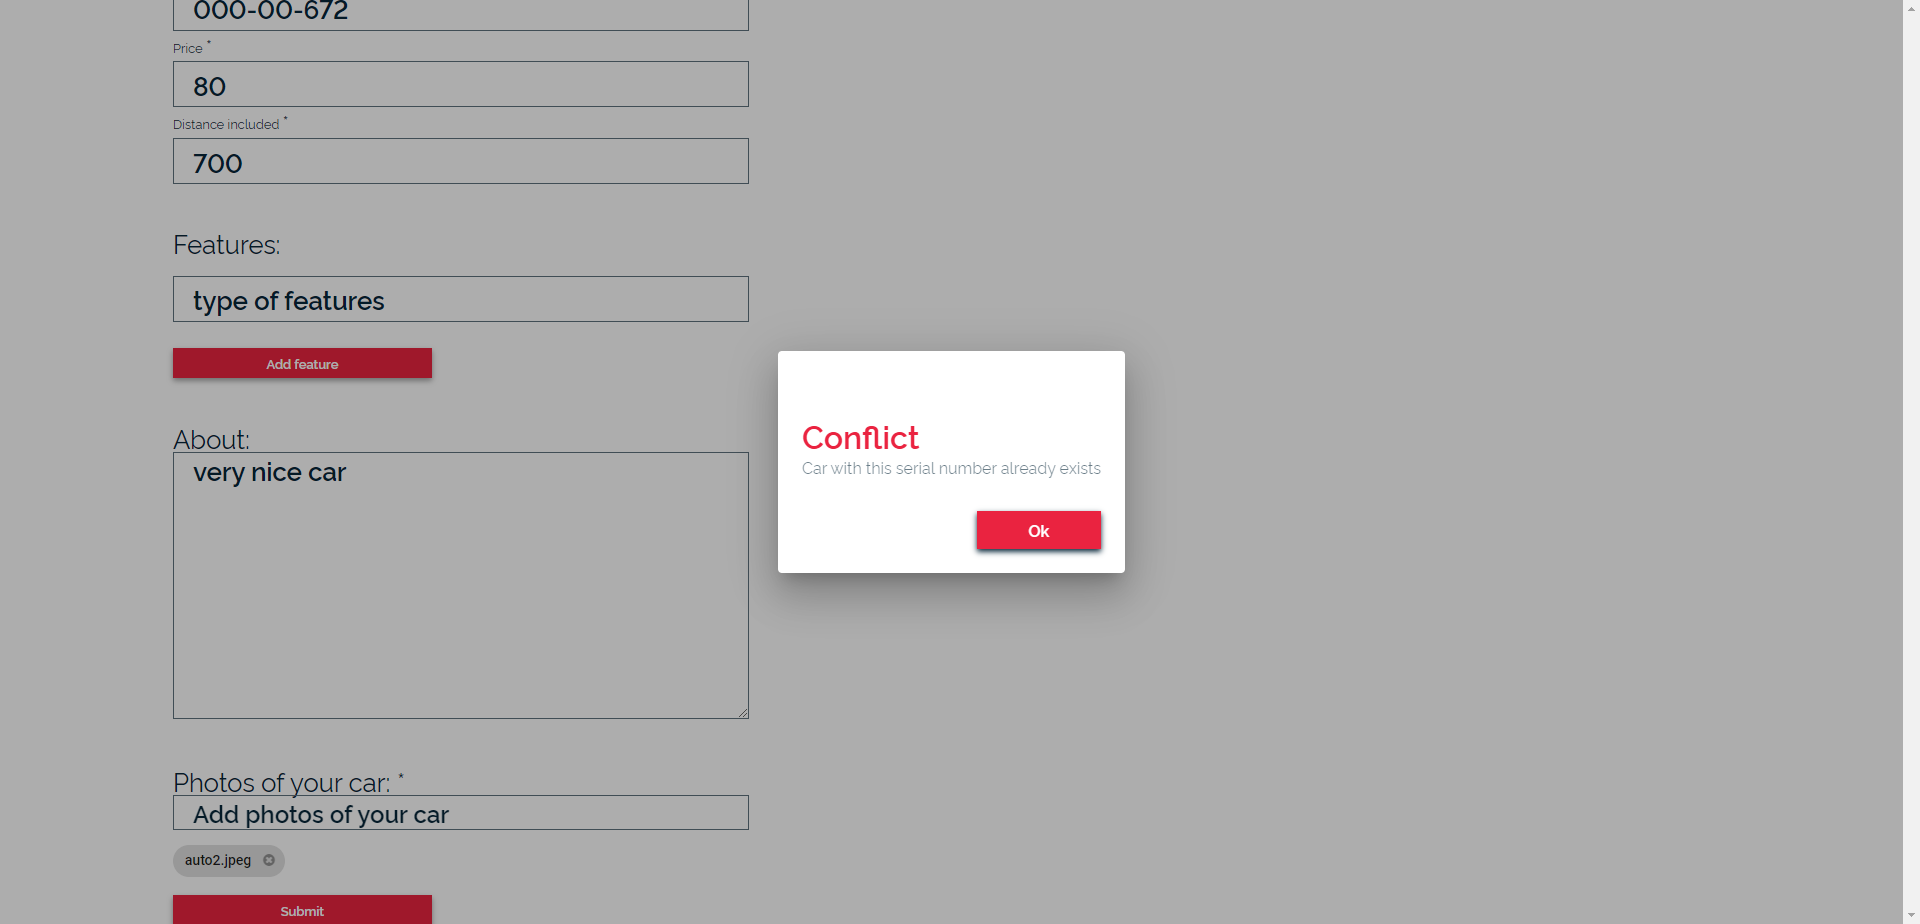 000-00-672
Price *
80
Distance included *
700
Features:
type of features
Add feature
About:
very nice car
Conflict
Car with this serial number already exists
Ok
Photos of your car: *
Add photos of your car
auto2.jpeg
Submit